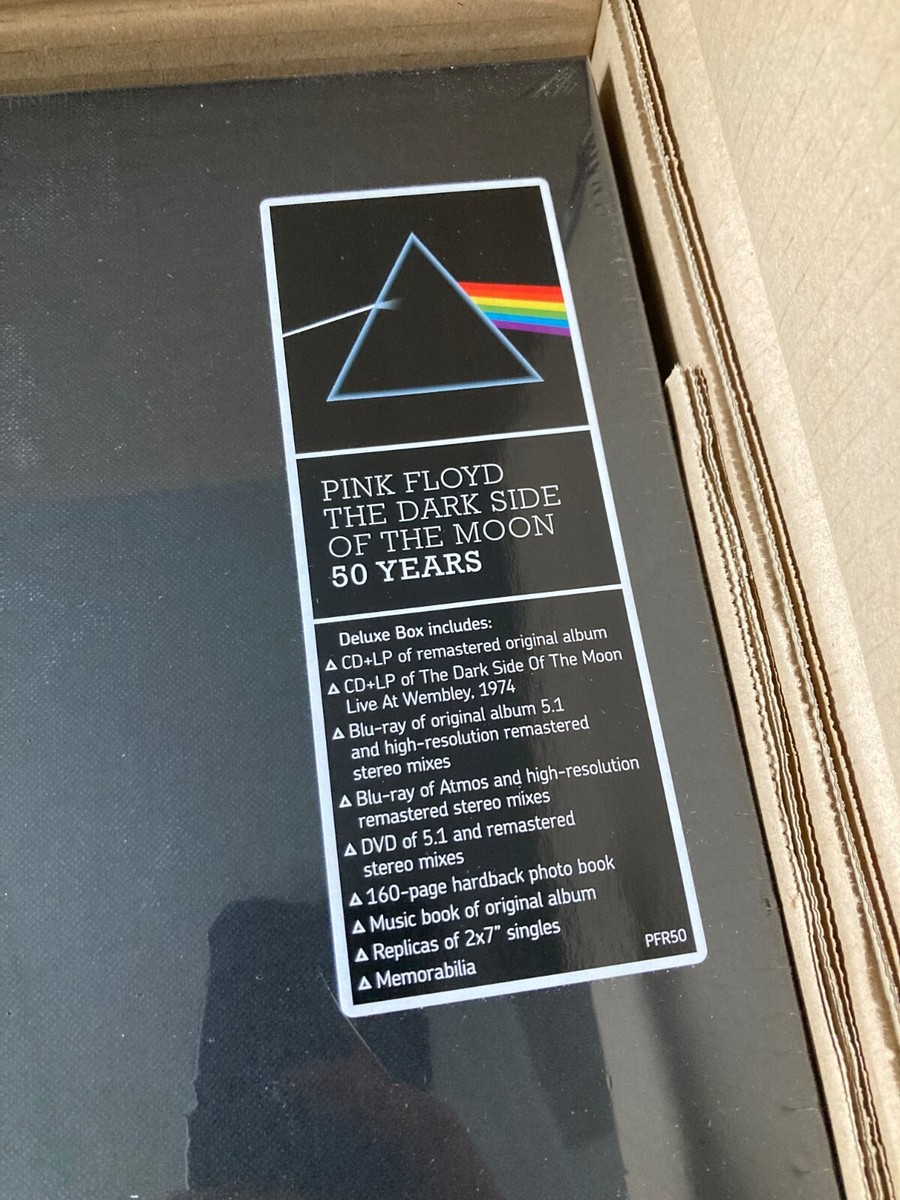 PINK FLOYD
THE DARK SIDE
OF THE MOON
50 YEARS
Deluxe Box includes:
CD+LP of remastered original album
CD+LP of The Dark Side Of The Moon
Live At Wembley, 1974
Blu-ray of original album 5.1
and high-resolution remastered
stereo mixes
Blu-ray of Atmos and high-resolution
remastered stereo mixes
DVD of 5.1 and remastered
stereo mixes
160-page hardback photo book
Music book of original album
Replicas of 2x7” singles
Memorabilia
PFR50